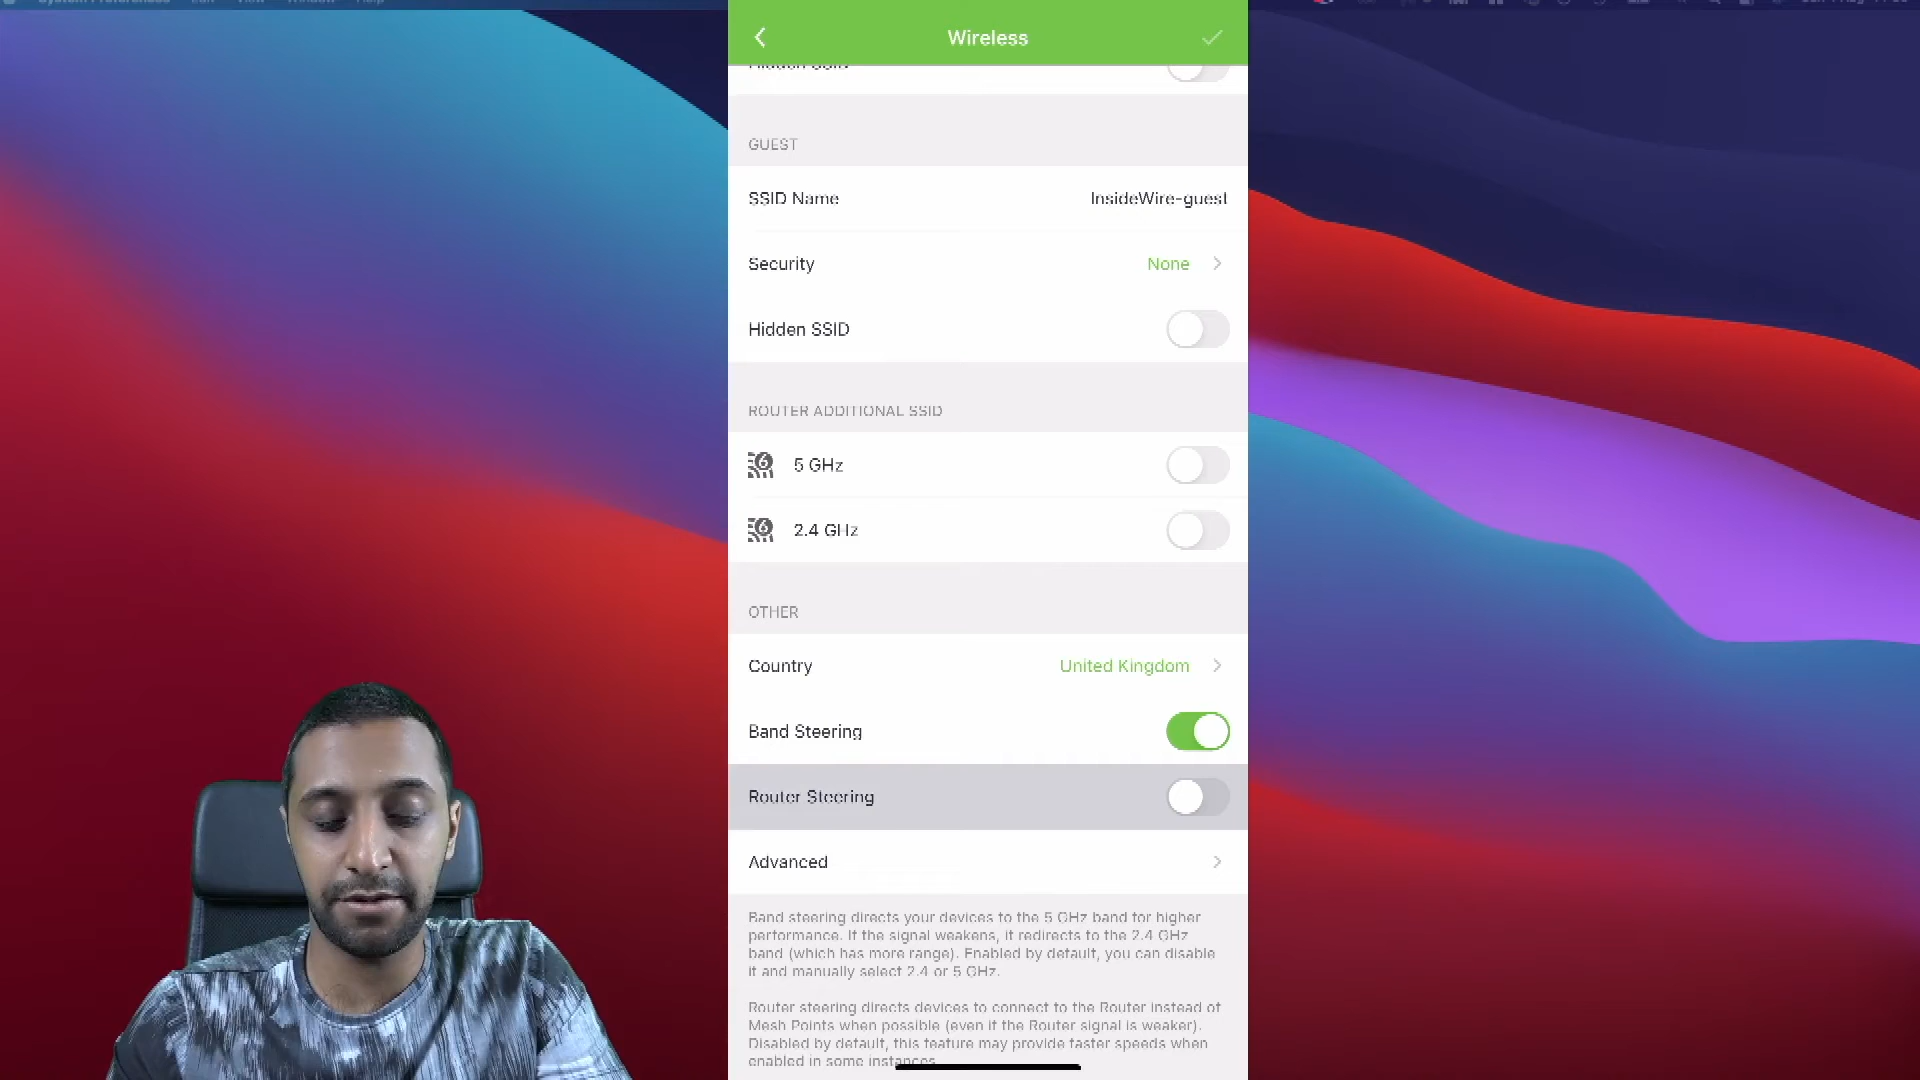 Wireless
GUEST
SSID Name InsideWire-guest
Security None
Hidden SSID
ROUTER ADDITIONAL SSID
5 GHz
2.4 GHz
OTHER
Country United Kingdom
Band Steering
Router Steering
Advanced
Band steering directs your devices to the 5 GHz band for higher
performance. If the signal weakens, it redirects to the 2.4 GHz
band (which has more range). Enabled by default, you can disable
it and manually select 2.4 or 5 GHz.
Router steering directs devices to connect to the Router instead of
Mesh Points when possible (even if the Router signal is weaker).
Disabled by default, this feature may provide faster speeds when
enabled in some instances.